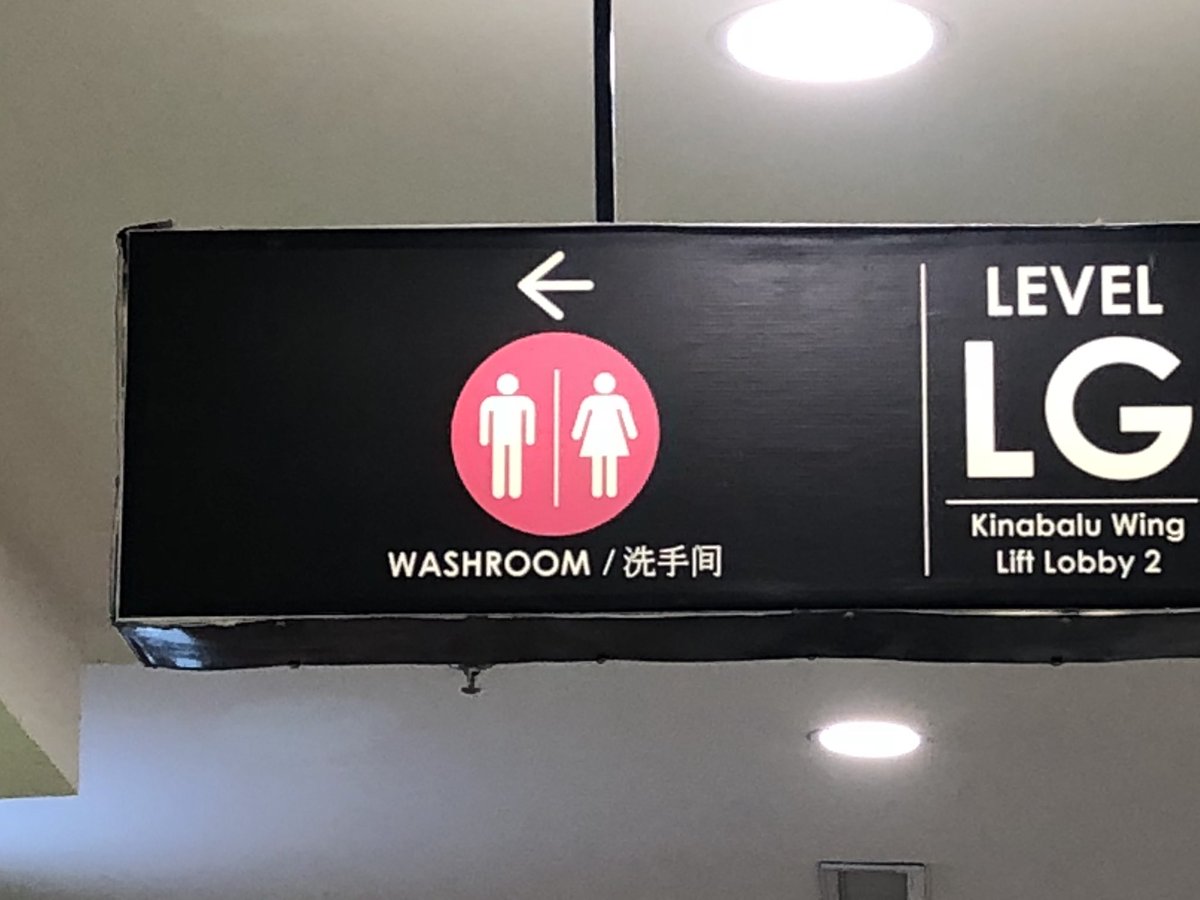 WASHROOM / 洗手间
LEVEL
LG
Kinabalu Wing
Lift Lobby 2